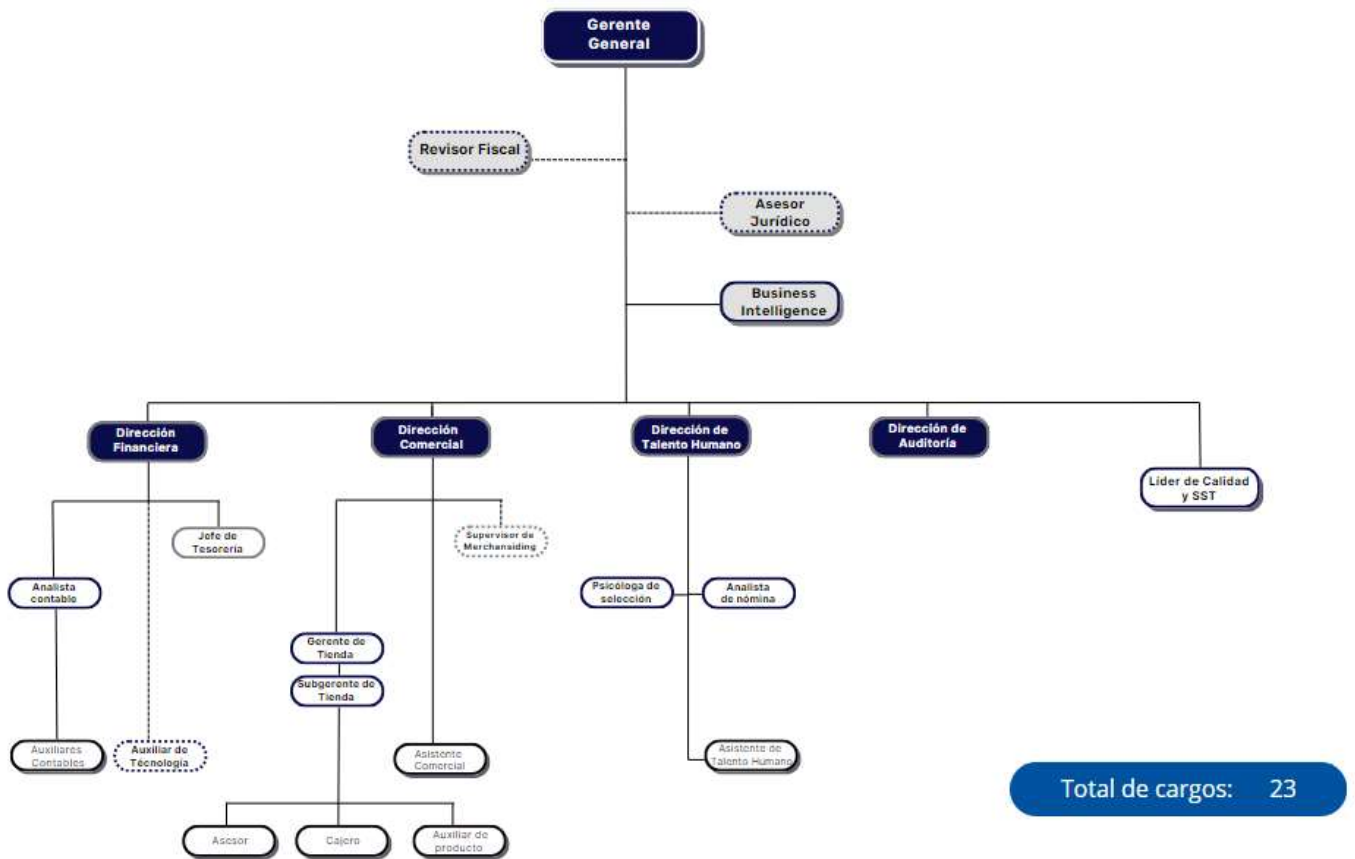 Gerente
General
Revisor Fiscal
Asesor
Jurídico
Business
Intelligence
Dirección
Financiera
Dirección
Comercial
Dirección de
Talento Humano
Dirección de
Auditoría
Líder de Calidad
y SST
Jefe de
Tesorería
Supervisor de
Merchansiding
Analista
contable
Psicóloga de
selección
Analista
de nómina
Gerente de
Tienda
Subgerente de
Tienda
Auxiliares
Contables
Auxiliar de
Técnología
Asistente
Comercial
Asistente de
Talento Humano
Total de cargos: 23
Asesor
Cajero
Auxiliar de
producto